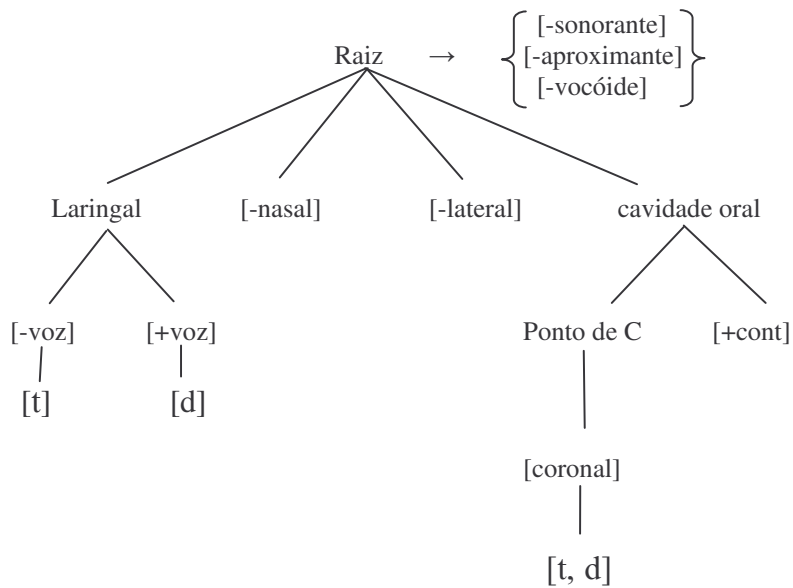 [-sonorante]
Raiz → [-aproximante]
[-vocóide]
Laringal [-nasal] [-lateral] cavidade oral
[-voz] [+voz] Ponto de C [+cont]
[t] [d]
[coronal]
[t, d]